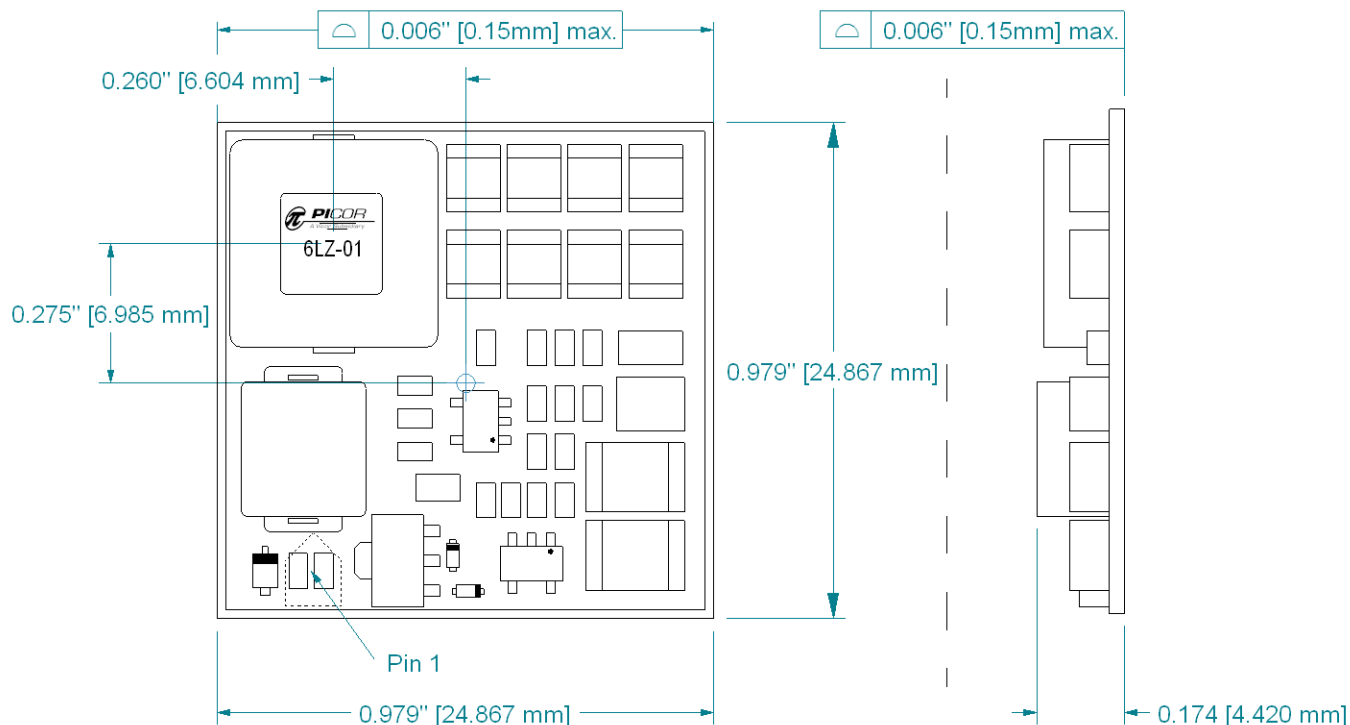 0.006" [0.15mm] max.
0.006" [0.15mm] max.
0.260" [6.604 mm]
PICOR
A Vicor Subsidiary
6LZ-01
0.275" [6.985 mm]
0.979" [24.867 mm]
Pin 1
0.979" [24.867 mm]
0.174 [4.420 mm]